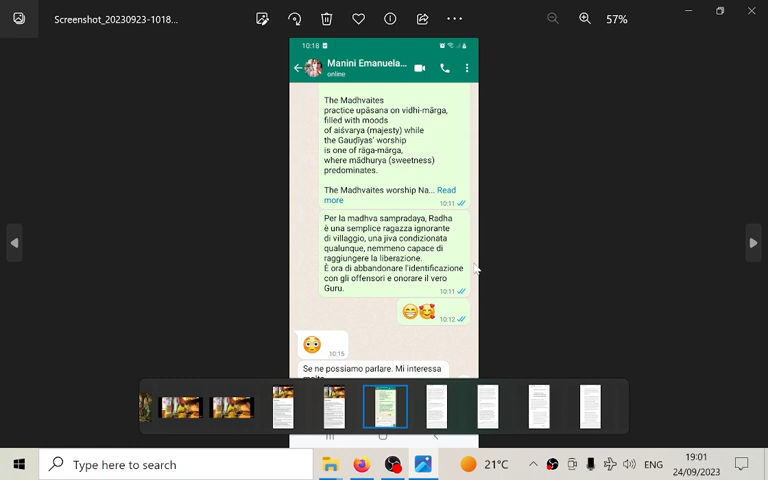 Screenshot_20230923-1018...
57%
10:18
Manini Emanuela...
online
The Madhvaites
practice upāsana on vidhi-mārga,
filled with moods
of aiśvarya (majesty) while
the Gauḍīyas' worship
is one of rāga-mārga,
where mādhurya (sweetness)
predominates.
The Madhvaites worship Na... Read
more
10:11
Per la madhva sampradaya, Radha
è una semplice ragazza ignorante
di villaggio, una jiva condizionata
qualunque, nemmeno capace di
raggiungere la liberazione.
È ora di abbandonare l'identificazione
con gli offensori e onorare il vero
Guru.
10:11
10:12
10:15
Se ne possiamo parlare. Mi interessa
molto
Type here to search
21°C
ENG
19:01
24/09/2023